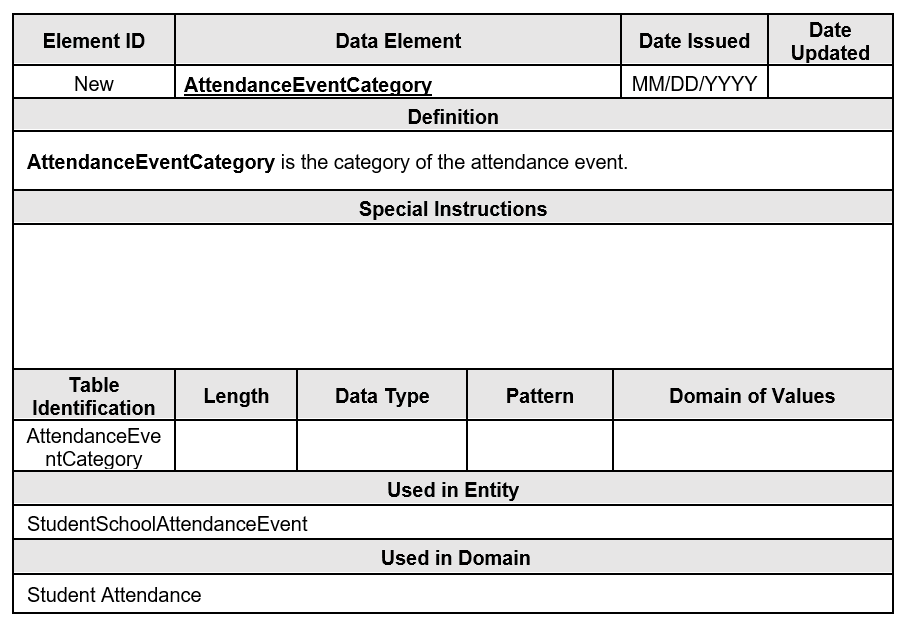 Element ID Data Element Date Issued Date Updated
New AttendanceEventCategory MM/DD/YYYY
Definition
AttendanceEventCategory is the category of the attendance event.
Special Instructions
Table Identification Length Data Type Pattern Domain of Values
AttendanceEve
ntCategory
Used in Entity
StudentSchoolAttendanceEvent
Used in Domain
Student Attendance